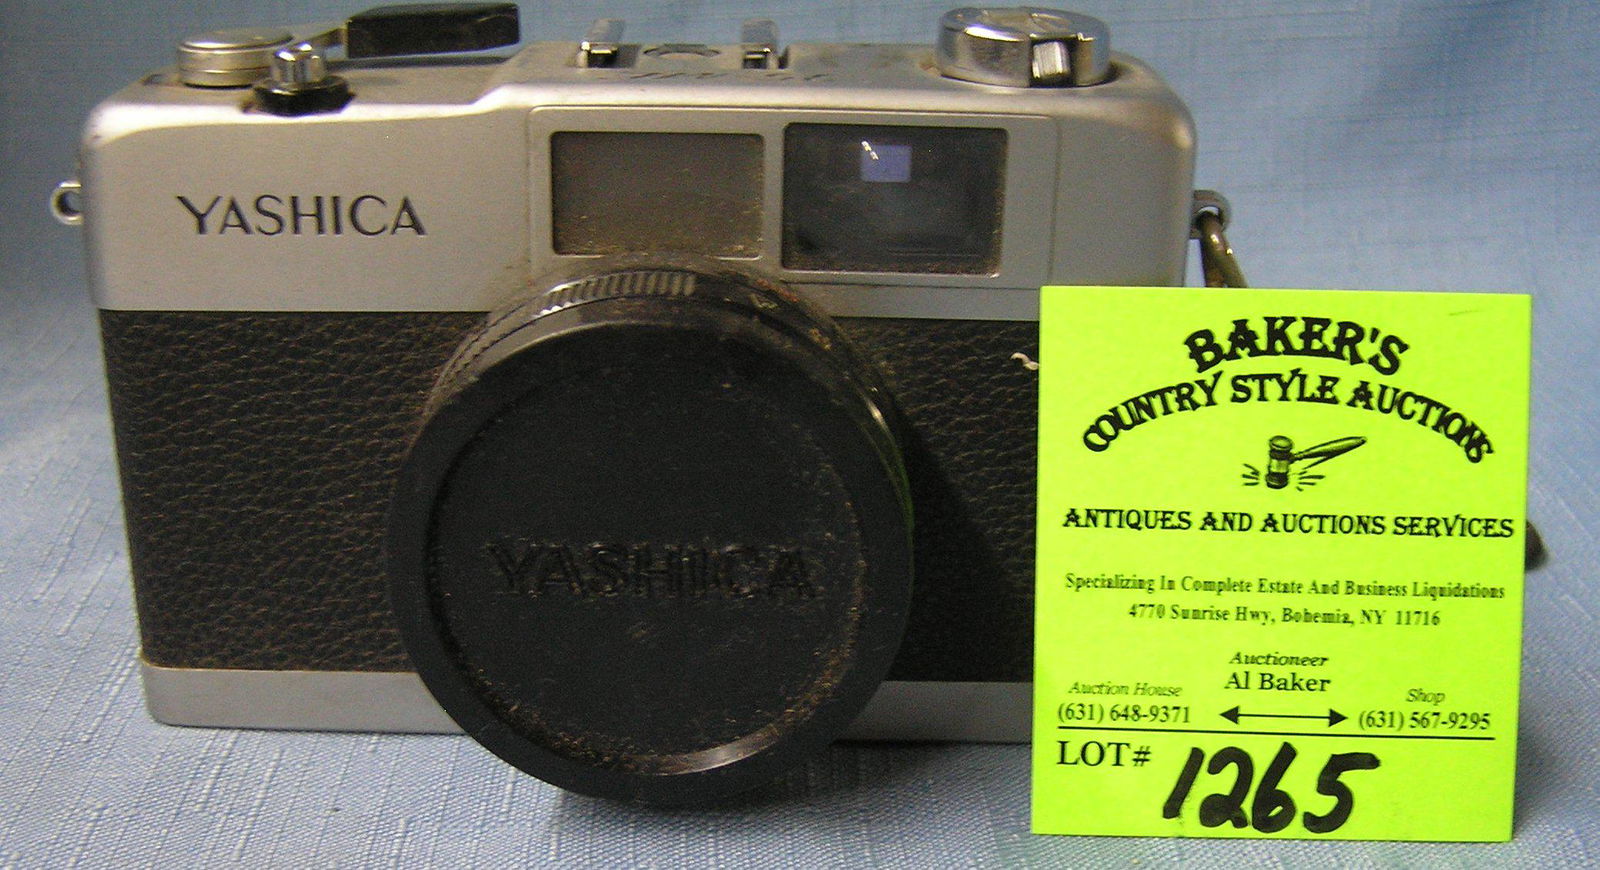 YASHICA
YASHICA
BAKER'S
COUNTRY STYLE AUCTIONS
ANTIQUES AND AUCTIONS SERVICES
Specializing In Complete Estate And Business Liquidations
4770 Sunrise Hwy, Bohemia, NY 11716
Auctioneer
Al Baker
Auction House
Shop
(631) 648-9371
(631) 567-9295
LOT# 1265